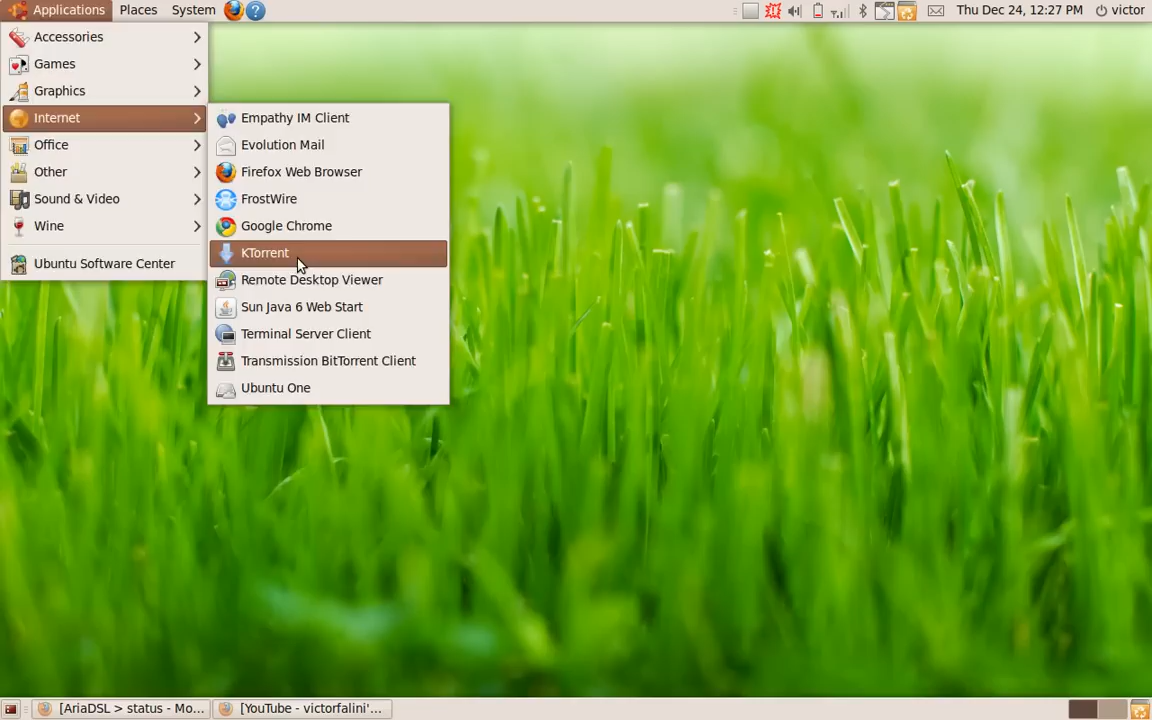 Applications Places System Thu Dec 24, 12:27 PM victor
Accessories
Games
Graphics
Internet
Office
Other
Sound & Video
Wine
Ubuntu Software Center
Empathy IM Client
Evolution Mail
Firefox Web Browser
FrostWire
Google Chrome
KTorrent
Remote Desktop Viewer
Sun Java 6 Web Start
Terminal Server Client
Transmission BitTorrent Client
Ubuntu One
[AriaDSL > status - Mo... [YouTube - victorfalini'...